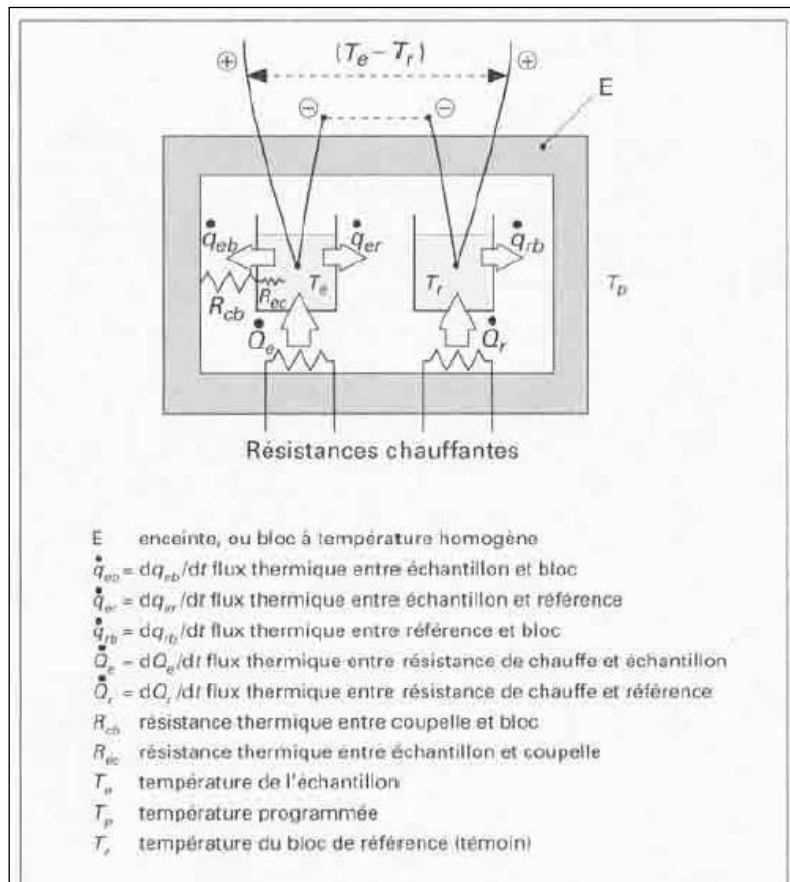 (Te – Tr)
⊕ ⊕
⊖ ⊖
E
q̇eb q̇er q̇rb
Rcb Rec Te Tr Tp
Q̇e Q̇r
Résistances chauffantes
E enceinte, ou bloc à température homogène
q̇eb = dqeb/dt flux thermique entre échantillon et bloc
q̇er = dqer/dt flux thermique entre échantillon et référence
q̇rb = dqrb/dt flux thermique entre référence et bloc
Q̇e = dQe/dt flux thermique entre résistance de chauffe et échantillon
Q̇r = dQr/dt flux thermique entre résistance de chauffe et référence
Rcb résistance thermique entre coupelle et bloc
Rec résistance thermique entre échantillon et coupelle
Te température de l'échantillon
Tp température programmée
Tr température du bloc de référence (témoin)